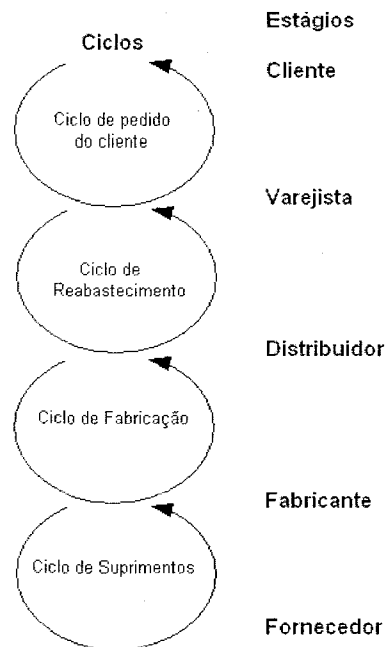 Estágios
Ciclos
Cliente
Ciclo de pedido
do cliente
Varejista
Ciclo de
Reabastecimento
Distribuidor
Ciclo de Fabricação
Fabricante
Ciclo de Suprimentos
Fornecedor